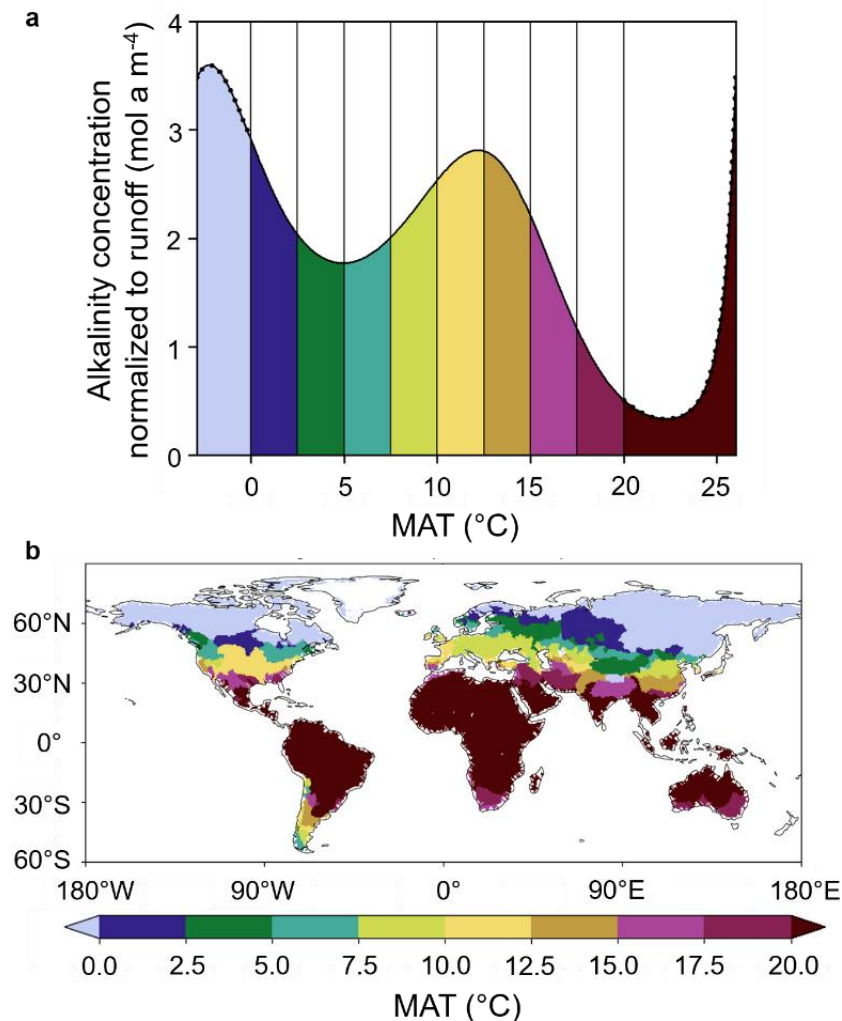 a
Alkalinity concentration
normalized to runoff (mol a m-4)
4
3
2
1
0
0 5 10 15 20 25
MAT (°C)
b
60°N
30°N
0°
30°S
60°S
180°W 90°W 0° 90°E 180°E
0.0 2.5 5.0 7.5 10.0 12.5 15.0 17.5 20.0
MAT (°C)